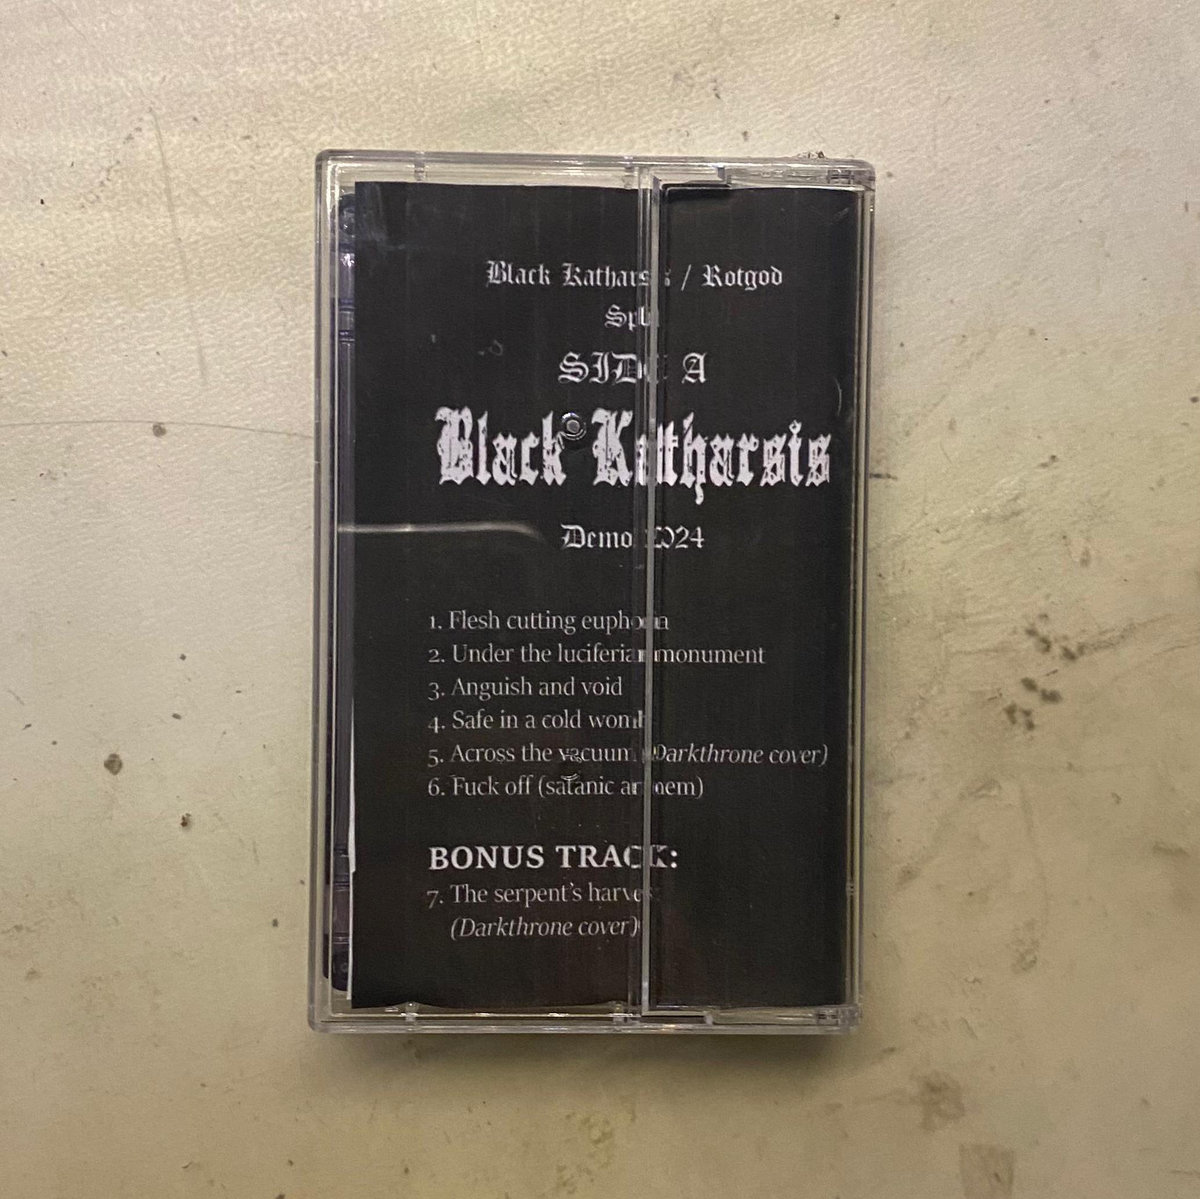 Black Katharsis / Rotgod
Split
SIDE A
Black Katharsis
Demo 2024
1. Flesh cutting euphoria
2. Under the luciferian monument
3. Anguish and void
4. Safe in a cold womb
5. Across the vacuum (Darkthrone cover)
6. Fuck off (satanic anthem)
BONUS TRACK:
7. The serpent's harvest
(Darkthrone cover)